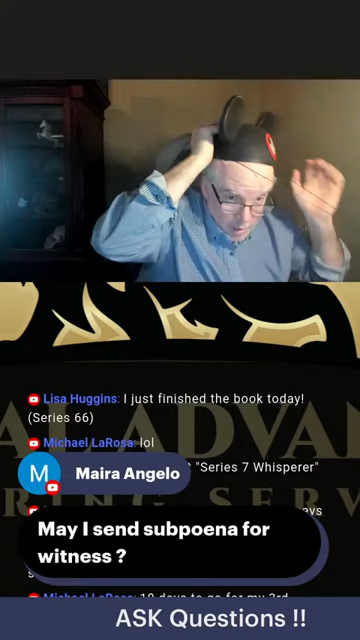 Lisa Huggins: I just finished the book today!
(Series 66)
Michael LaRosa: lol
"Series 7 Whisperer"
M Maira Angelo
May I send subpoena for
witness ?
Michael LaRosa: 10 days to go for my 3rd
ASK Questions !!